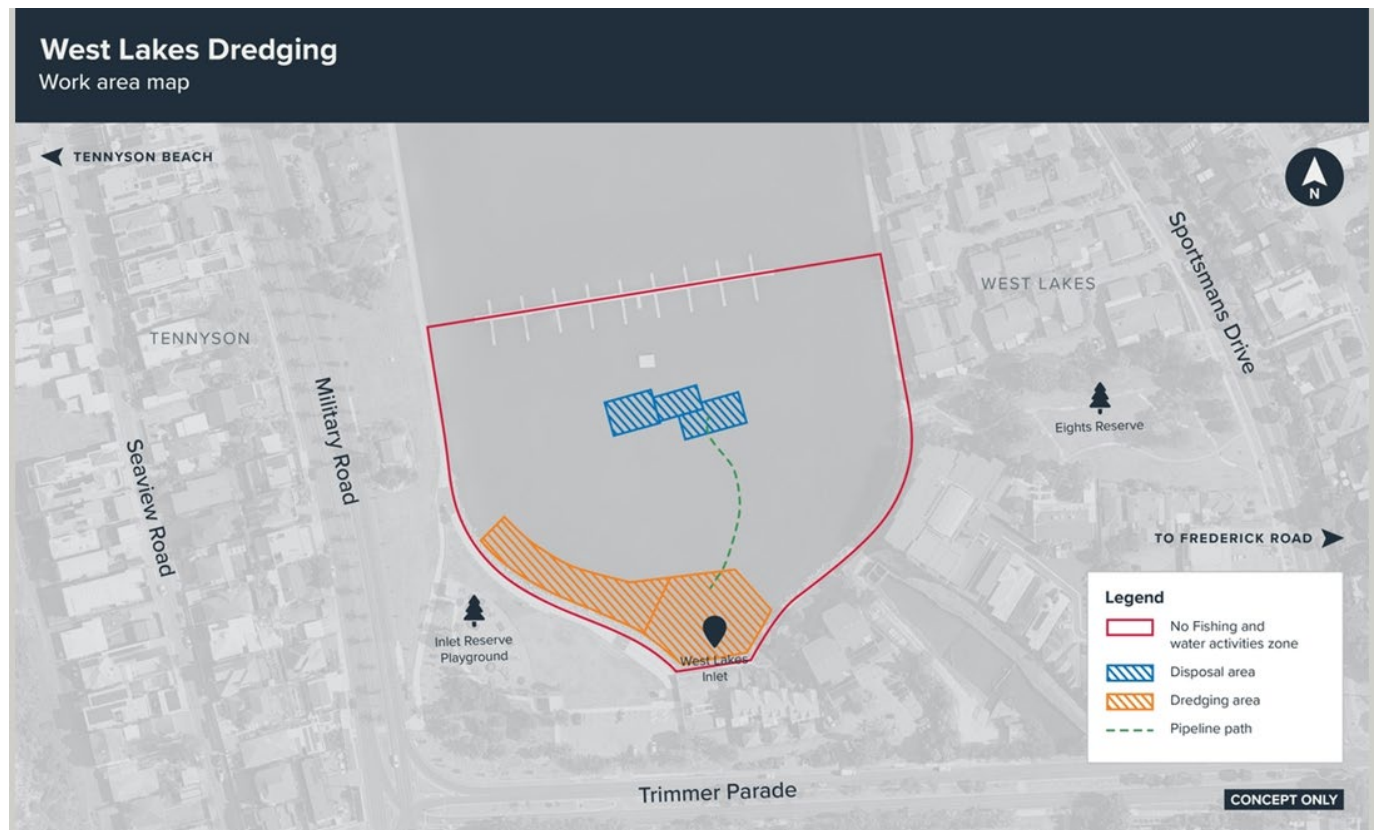 West Lakes Dredging
Work area map
TENNYSON BEACH
N
Sportsmans Drive
WEST LAKES
TENNYSON
Military Road
Eights Reserve
Seaview Road
TO FREDERICK ROAD
Inlet Reserve
Playground
West Lakes
Inlet
Legend
No Fishing and
water activities zone
Disposal area
Dredging area
Pipeline path
Trimmer Parade
CONCEPT ONLY